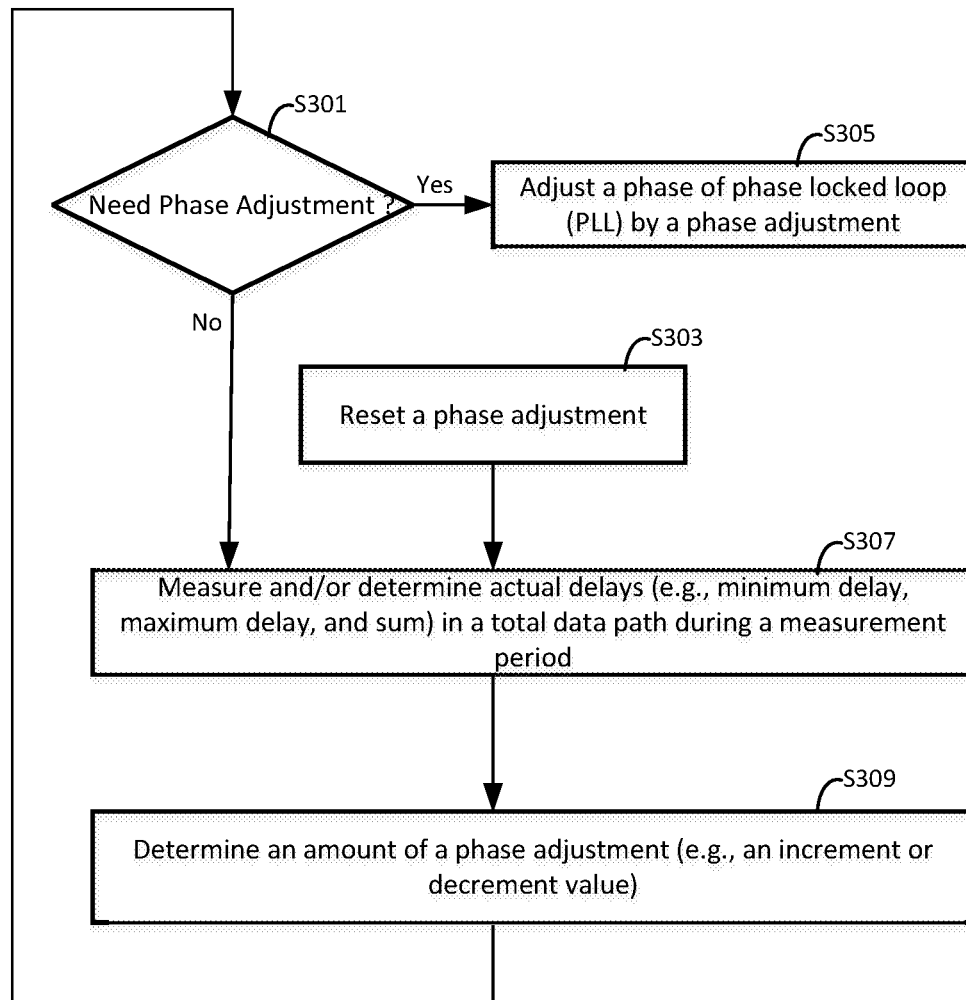 S301
Need Phase Adjustment ?
Yes
S305
Adjust a phase of phase locked loop
(PLL) by a phase adjustment
No
S303
Reset a phase adjustment
S307
Measure and/or determine actual delays (e.g., minimum delay,
maximum delay, and sum) in a total data path during a measurement
period
S309
Determine an amount of a phase adjustment (e.g., an increment or
decrement value)